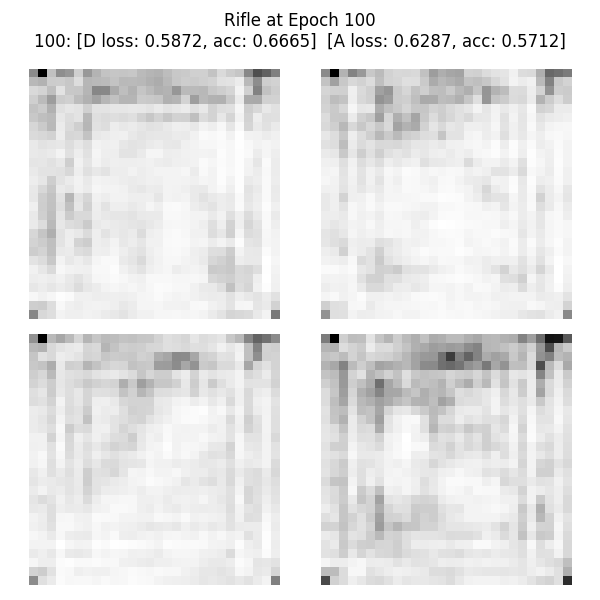 Rifle at Epoch 100
100: [D loss: 0.5872, acc: 0.6665]  [A loss: 0.6287, acc: 0.5712]